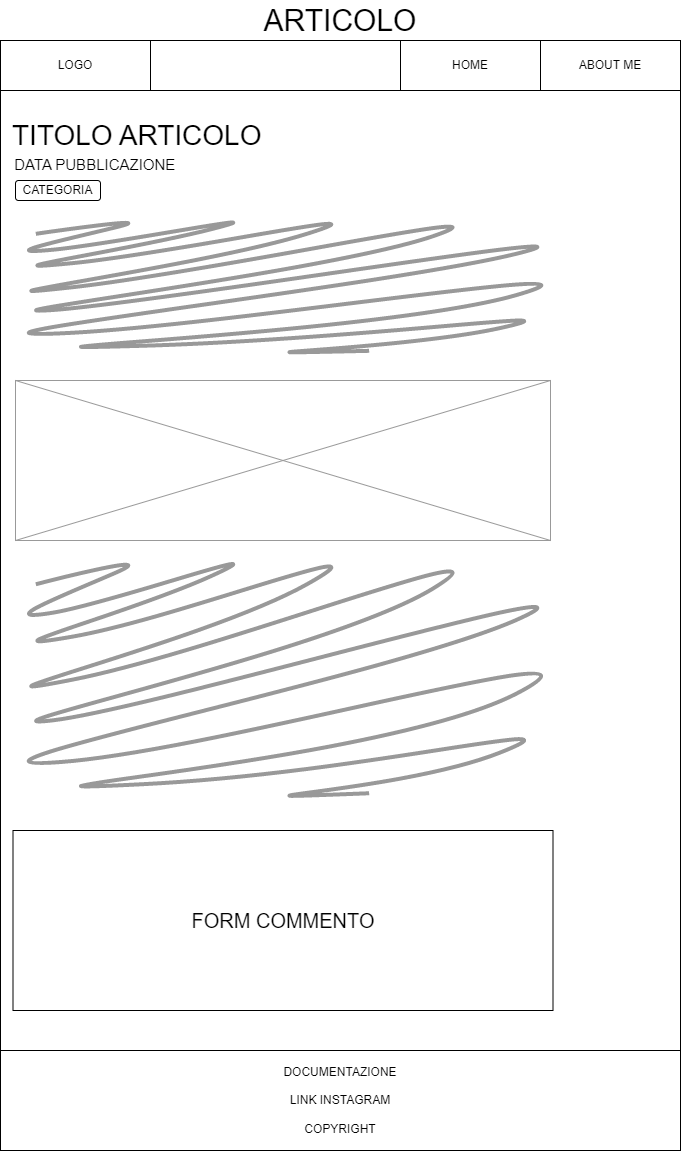 ARTICOLO
LOGO
HOME
ABOUT ME
TITOLO ARTICOLO
DATA PUBBLICAZIONE
CATEGORIA
FORM COMMENTO
DOCUMENTAZIONE
LINK INSTAGRAM
COPYRIGHT